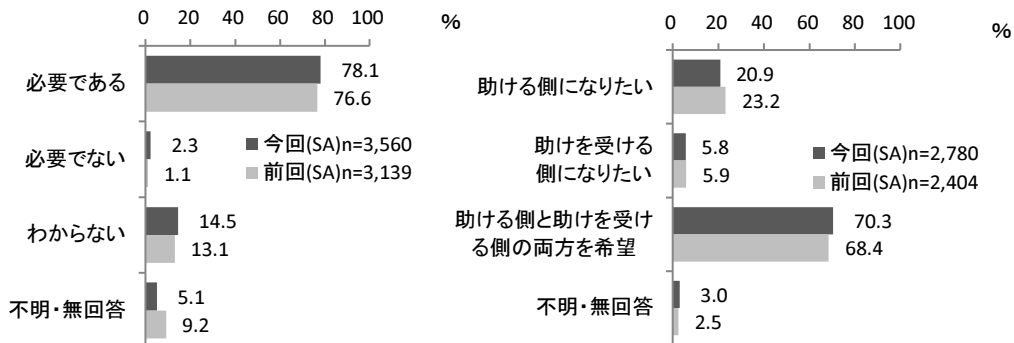 0 20 40 60 80 100 %
必要である
78.1
76.6
必要でない
2.3
1.1
わからない
14.5
13.1
不明・無回答
5.1
9.2
■今回(SA)n=3,560
■前回(SA)n=3,139
0 20 40 60 80 100 %
助ける側になりたい
20.9
23.2
助けを受ける
側になりたい
5.8
5.9
助ける側と助けを受け
る側の両方を希望
70.3
68.4
不明・無回答
3.0
2.5
■今回(SA)n=2,780
■前回(SA)n=2,404